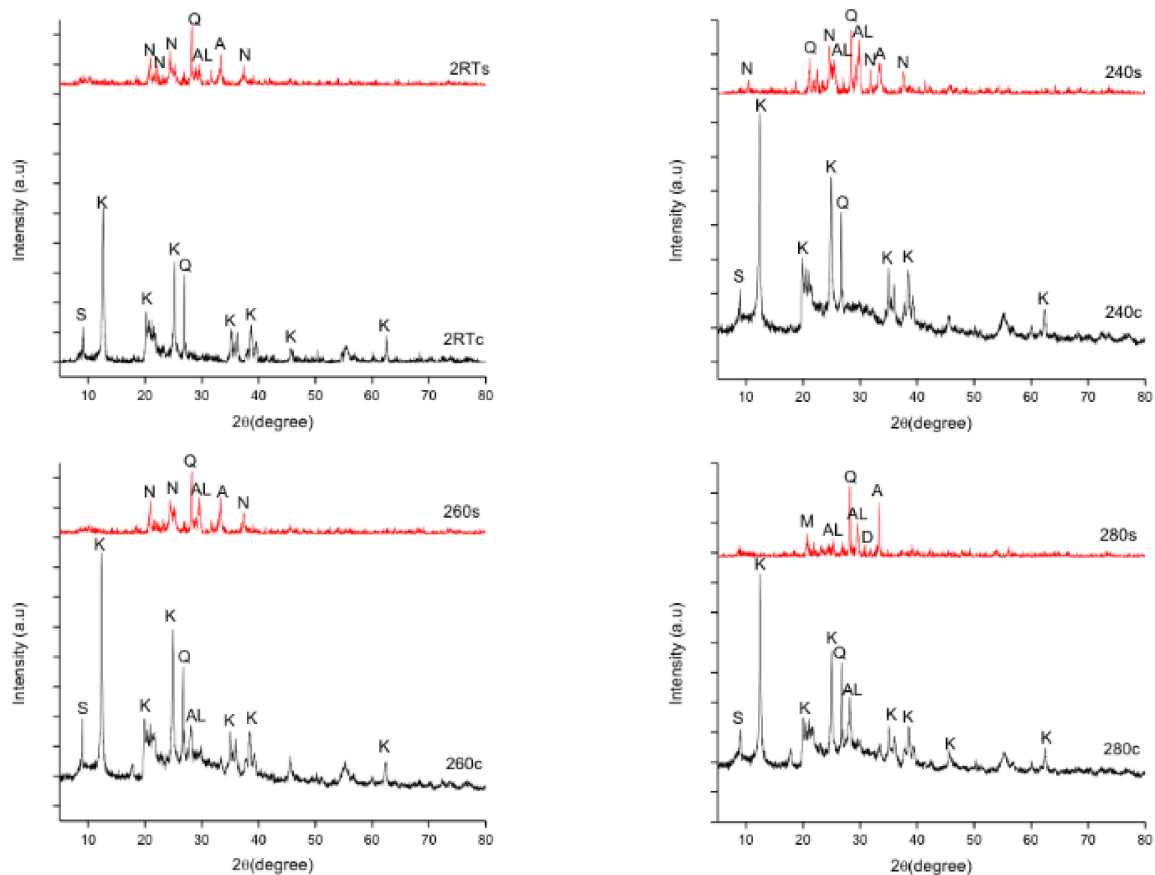 Q
N N AL A N
N
2RTs
K
K
Q
S K K K K K
2RTc
Intensity (a.u)
10 20 30 40 50 60 70 80
2θ(degree)
Q
N AL
Q AL N A N
N
240s
K
K
Q
K K K
S
K
240c
Intensity (a.u)
10 20 30 40 50 60 70 80
2θ(degree)
Q
N N AL A N
260s
K
K
Q
S K AL K K
K
260c
Intensity (a.u)
10 20 30 40 50 60 70 80
2θ(degree)
Q
A
M AL AL D
280s
K
K
Q
AL
S K K K K K
280c
Intensity (a.u)
10 20 30 40 50 60 70 80
2θ(degree)